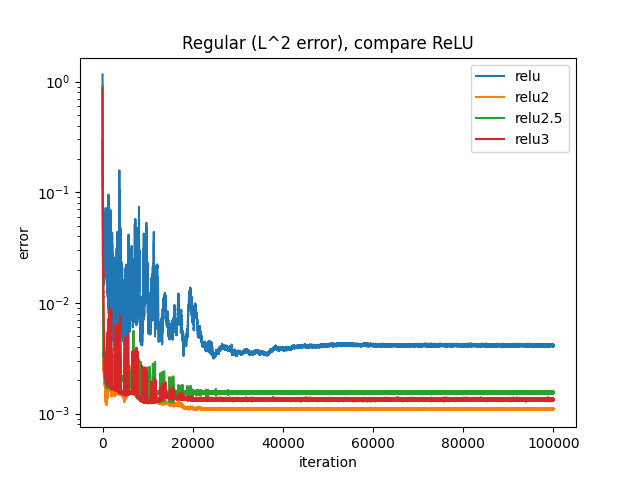 Regular (L^2 error), compare ReLU
relu
relu2
relu2.5
relu3
error
10^0
10^-1
10^-2
10^-3
0 20000 40000 60000 80000 100000
iteration